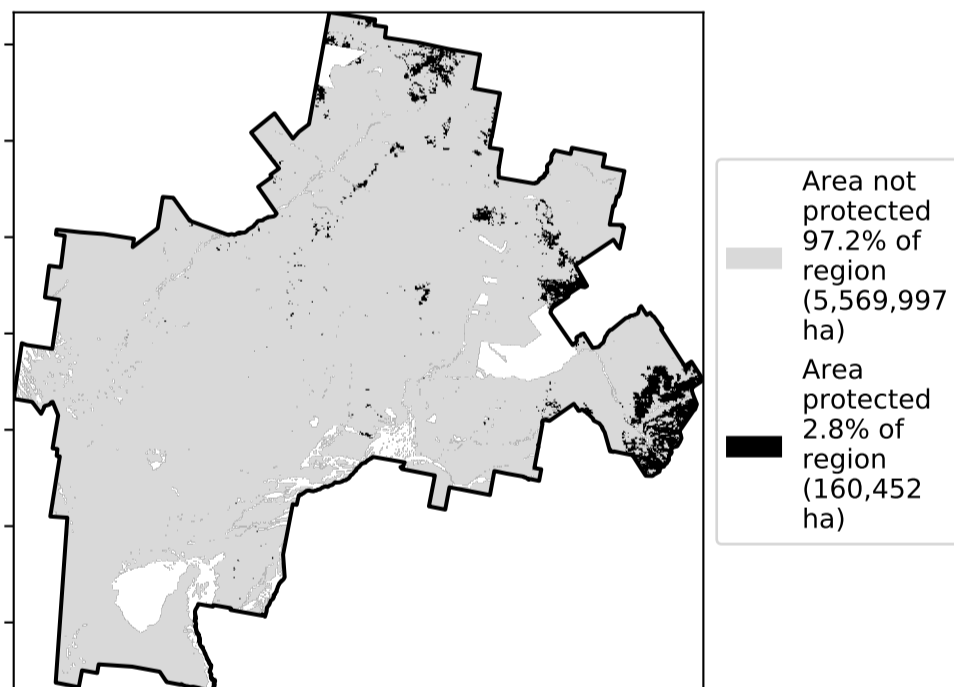 Area not
protected
97.2% of
region
(5,569,997
ha)
Area
protected
2.8% of
region
(160,452
ha)